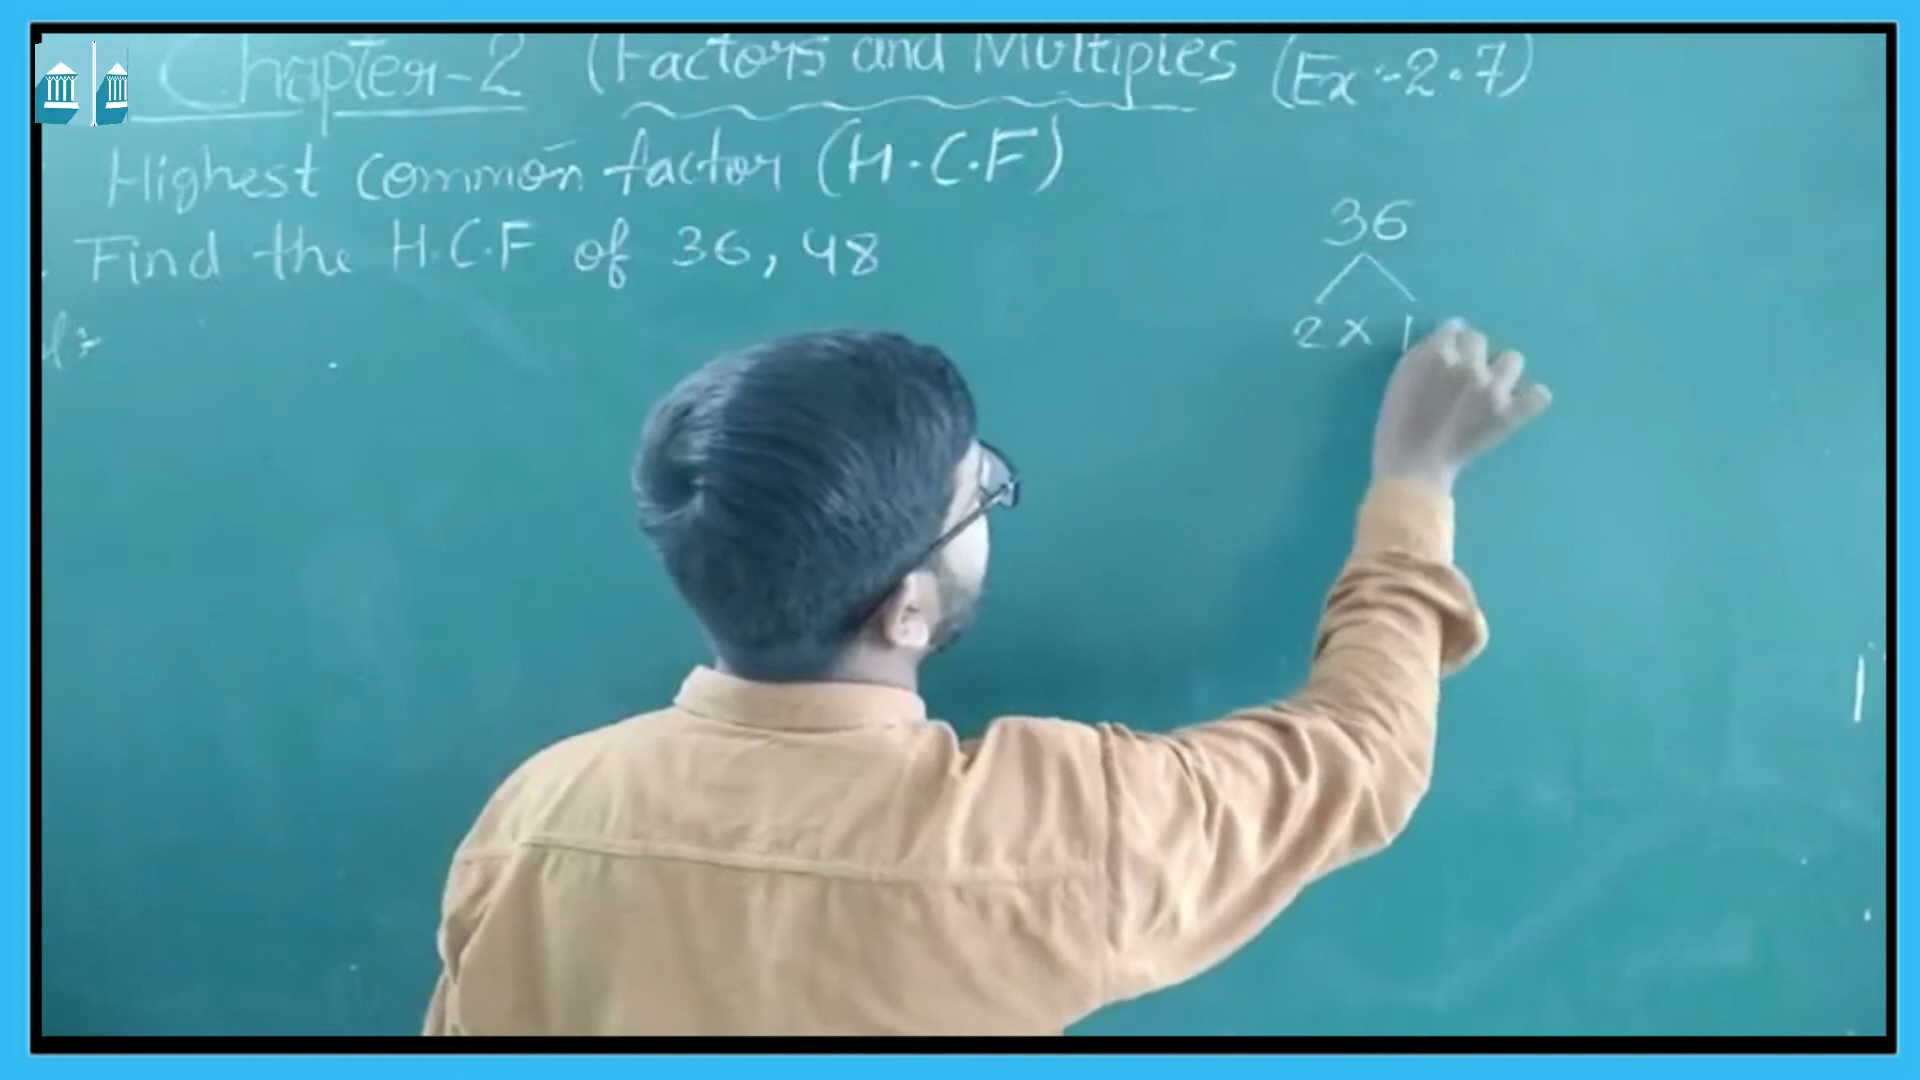 Chapter-2 (Factors and Multiples (Ex:-2.7)
Highest common factor (H.C.F)
Find the H.C.F of 36, 48
36
2 x 1